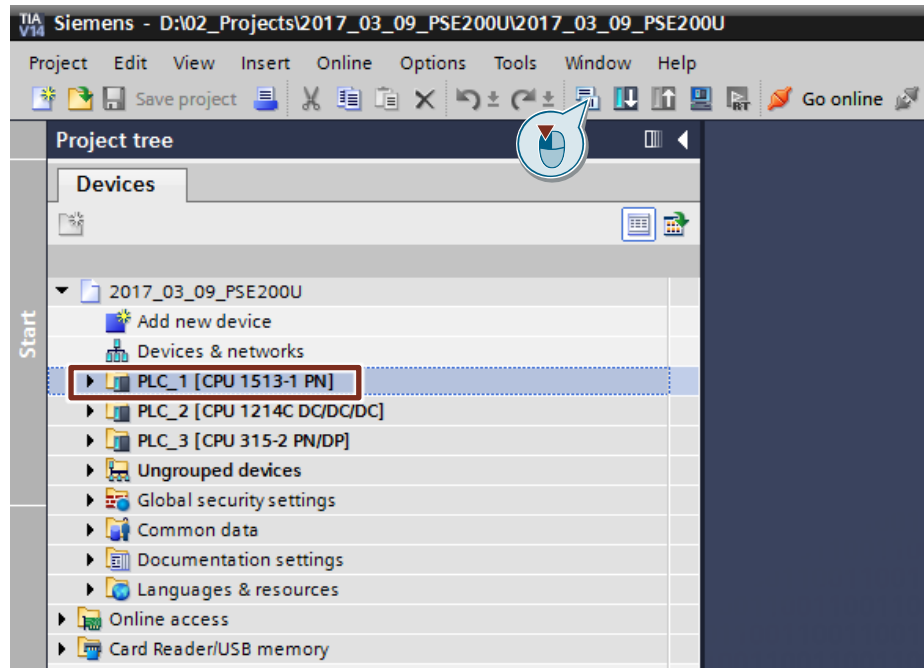 TIA V14 Siemens - D:\02_Projects\2017_03_09_PSE200U\2017_03_09_PSE200U
Project Edit View Insert Online Options Tools Window Help
Save project RT Go online
Project tree
Devices
2017_03_09_PSE200U
Add new device
Devices & networks
PLC_1 [CPU 1513-1 PN]
PLC_2 [CPU 1214C DC/DC/DC]
PLC_3 [CPU 315-2 PN/DP]
Ungrouped devices
Global security settings
Common data
Documentation settings
Languages & resources
Online access
Card Reader/USB memory
Start